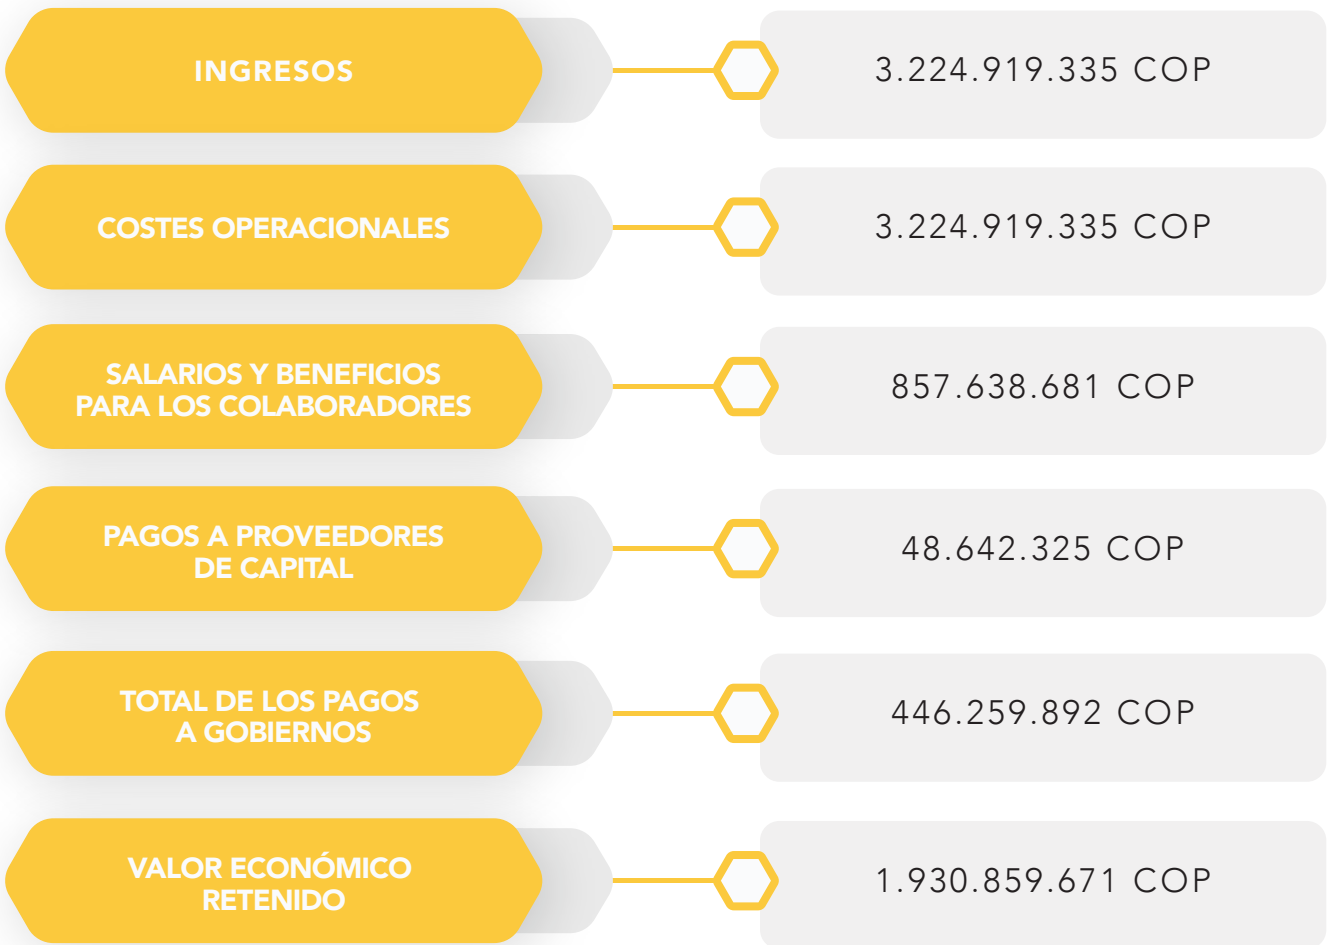 INGRESOS
3.224.919.335 COP
COSTES OPERACIONALES
3.224.919.335 COP
SALARIOS Y BENEFICIOS
PARA LOS COLABORADORES
857.638.681 COP
PAGOS A PROVEEDORES
DE CAPITAL
48.642.325 COP
TOTAL DE LOS PAGOS
A GOBIERNOS
446.259.892 COP
VALOR ECONÓMICO
RETENIDO
1.930.859.671 COP